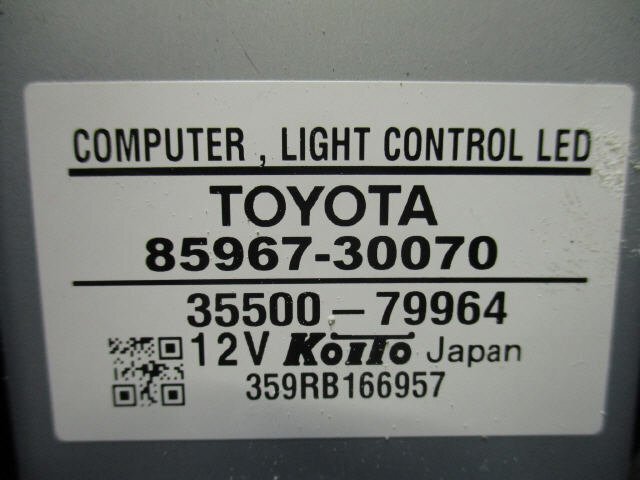 COMPUTER , LIGHT CONTROL LED
TOYOTA
85967-30070
35500-79964
12V Koito Japan
359RB166957